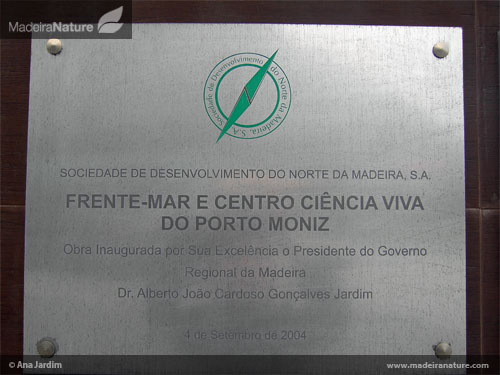 MadeiraNature
Sociedade de Desenvolvimento do Norte da Madeira, S.A.
SOCIEDADE DE DESENVOLVIMENTO DO NORTE DA MADEIRA, S.A.
FRENTE-MAR E CENTRO CIÊNCIA VIVA
DO PORTO MONIZ
Obra Inaugurada por Sua Excelência o Presidente do Governo
Regional da Madeira
Dr. Alberto João Cardoso Gonçalves Jardim
4 de Setembro de 2004
© Ana Jardim
www.madeiranature.com